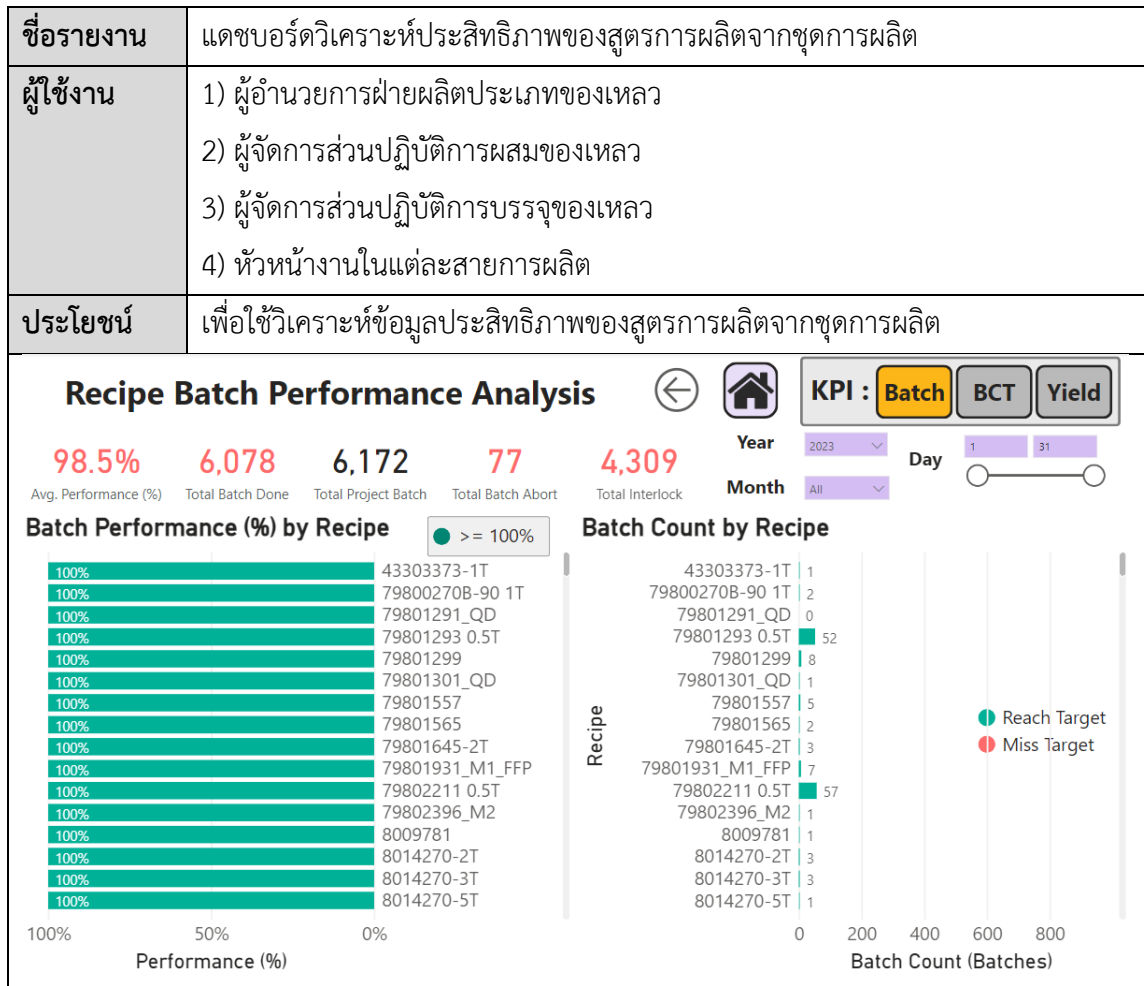 ชื่อรายงาน แดชบอร์ดวิเคราะห์ประสิทธิภาพของสูตรการผลิตจากชุดการผลิต
ผู้ใช้งาน 1) ผู้อำนวยการฝ่ายผลิตประเภทของเหลว
2) ผู้จัดการส่วนปฏิบัติการผสมของเหลว
3) ผู้จัดการส่วนปฏิบัติการบรรจุของเหลว
4) หัวหน้างานในแต่ละสายการผลิต
ประโยชน์ เพื่อใช้วิเคราะห์ข้อมูลประสิทธิภาพของสูตรการผลิตจากชุดการผลิต
Recipe Batch Performance Analysis
KPI : Batch BCT Yield
98.5% 6,078 6,172 77 4,309
Avg. Performance (%) Total Batch Done Total Project Batch Total Batch Abort Total Interlock
Year 2023
Day 1 31
Month All
Batch Performance (%) by Recipe
>= 100%
100% 43303373-1T
100% 79800270B-90 1T
100% 79801291_QD
100% 79801293 0.5T
100% 79801299
100% 79801301_QD
100% 79801557
100% 79801565
100% 79801645-2T
100% 79801931_M1_FFP
100% 79802211 0.5T
100% 79802396_M2
100% 8009781
100% 8014270-2T
100% 8014270-3T
100% 8014270-5T
100% 50% 0%
Performance (%)
Batch Count by Recipe
Recipe
43303373-1T 1
79800270B-90 1T 2
79801291_QD 0
79801293 0.5T 52
79801299 8
79801301_QD 1
79801557 5
79801565 2
79801645-2T 3
79801931_M1_FFP 7
79802211 0.5T 57
79802396_M2 1
8009781 1
8014270-2T 3
8014270-3T 3
8014270-5T 1
Reach Target
Miss Target
0 200 400 600 800
Batch Count (Batches)